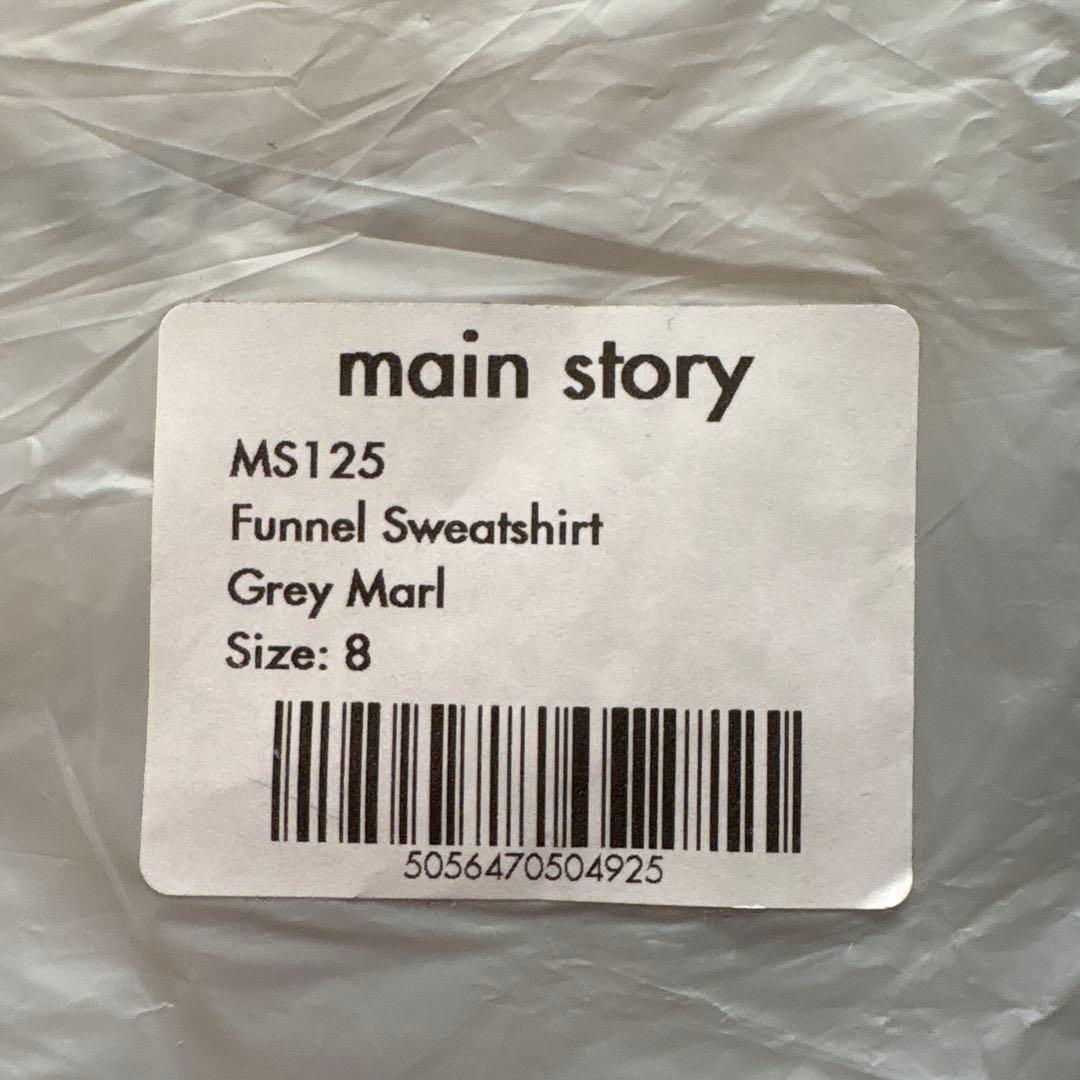 main story
MS125
Funnel Sweatshirt
Grey Marl
Size: 8
5056470504925